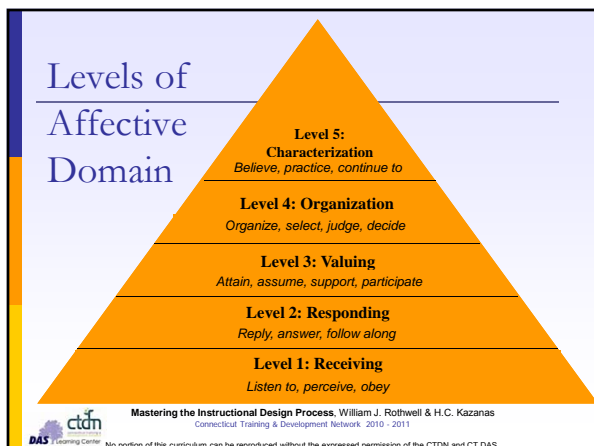 Levels of
Affective
Domain
Level 5:
Characterization
Believe, practice, continue to
Level 4: Organization
Organize, select, judge, decide
Level 3: Valuing
Attain, assume, support, participate
Level 2: Responding
Reply, answer, follow along
Level 1: Receiving
Listen to, perceive, obey
Mastering the Instructional Design Process, William J. Rothwell & H.C. Kazanas
Connecticut Training & Development Network 2010 - 2011
ctdn
DAS Learning Center
No portion of this curriculum can be reproduced without the expressed permission of the CTDN and CT DAS